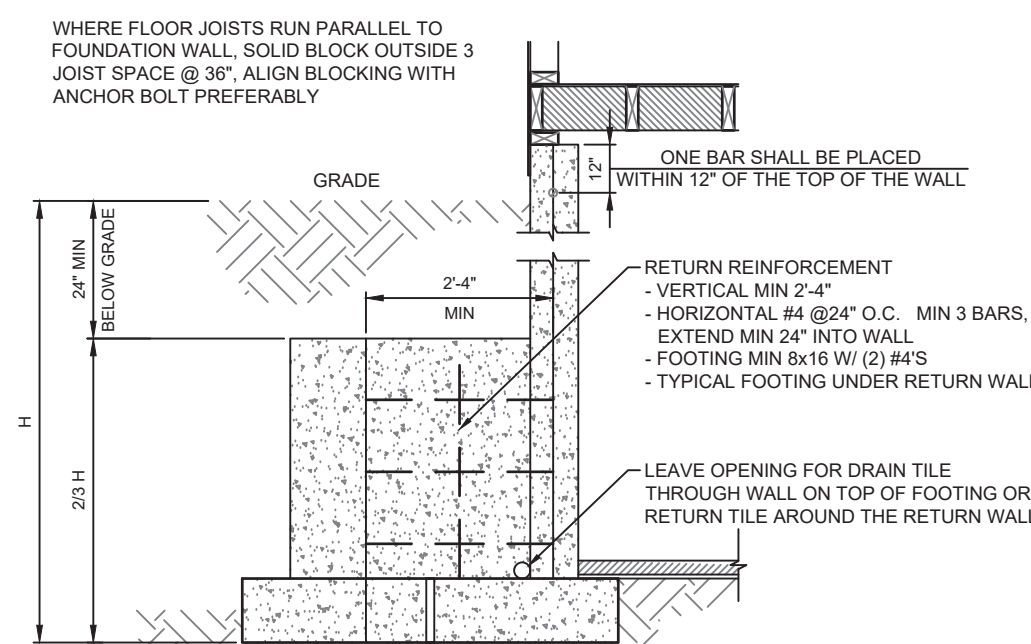 WHERE FLOOR JOISTS RUN PARALLEL TO
FOUNDATION WALL, SOLID BLOCK OUTSIDE 3
JOIST SPACE @ 36", ALIGN BLOCKING WITH
ANCHOR BOLT PREFERABLY
GRADE
12"
ONE BAR SHALL BE PLACED
WITHIN 12" OF THE TOP OF THE WALL
24" MIN
BELOW GRADE
2'-4"
MIN
RETURN REINFORCEMENT
- VERTICAL MIN 2'-4"
- HORIZONTAL #4 @24" O.C. MIN 3 BARS,
EXTEND MIN 24" INTO WALL
- FOOTING MIN 8x16 W/ (2) #4'S
- TYPICAL FOOTING UNDER RETURN WALL
H
2/3 H
LEAVE OPENING FOR DRAIN TILE
THROUGH WALL ON TOP OF FOOTING OR
RETURN TILE AROUND THE RETURN WALL